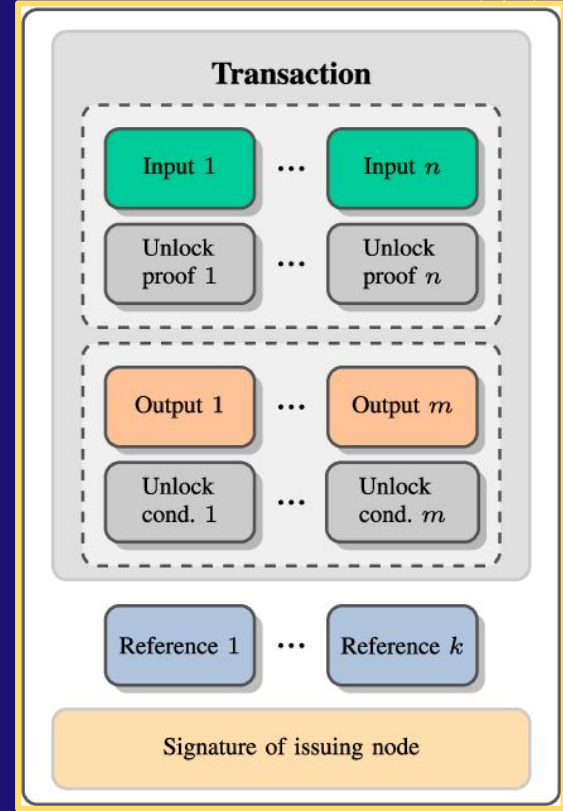 Transaction
Input 1 ... Input n
Unlock proof 1 ... Unlock proof n
Output 1 ... Output m
Unlock cond. 1 ... Unlock cond. m
Reference 1 ... Reference k
Signature of issuing node